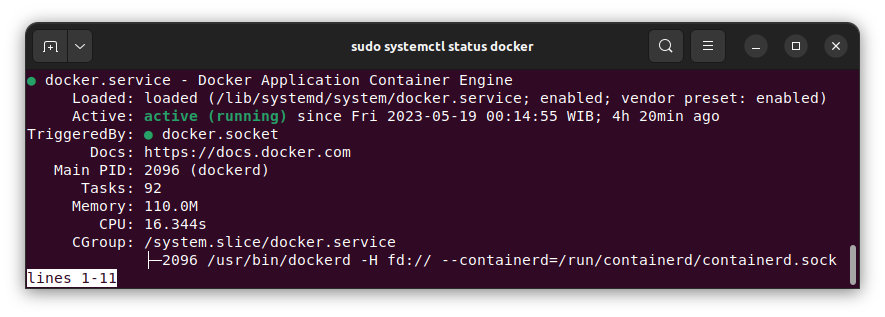 sudo systemctl status docker
● docker.service - Docker Application Container Engine
Loaded: loaded (/lib/systemd/system/docker.service; enabled; vendor preset: enabled)
Active: active (running) since Fri 2023-05-19 00:14:55 WIB; 4h 20min ago
TriggeredBy: ● docker.socket
Docs: https://docs.docker.com
Main PID: 2096 (dockerd)
Tasks: 92
Memory: 110.0M
CPU: 16.344s
CGroup: /system.slice/docker.service
├─2096 /usr/bin/dockerd -H fd:// --containerd=/run/containerd/containerd.sock
lines 1-11